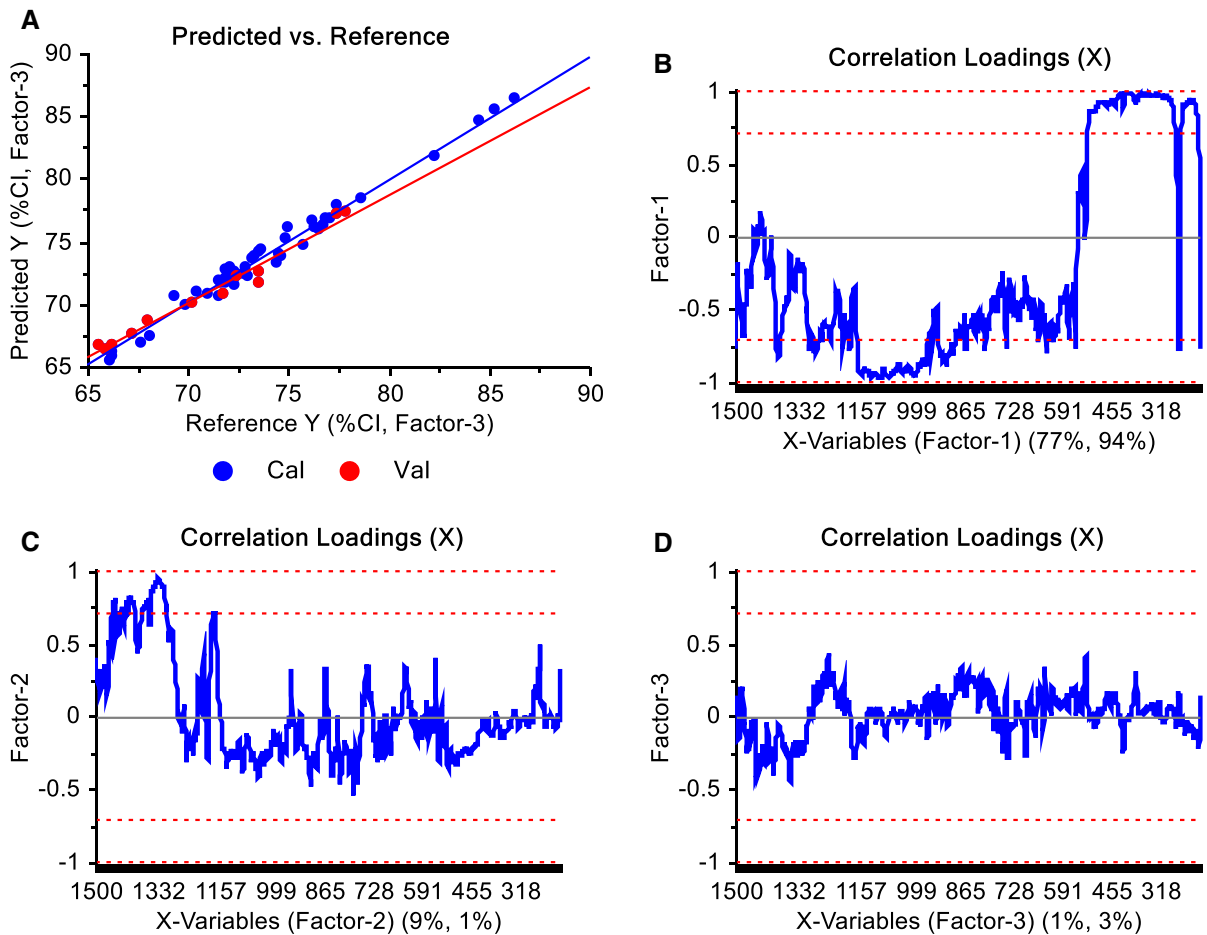 A
Predicted vs. Reference
Predicted Y (%CI, Factor-3)
90
85
80
75
70
65
65 70 75 80 85 90
Reference Y (%CI, Factor-3)
Cal Val
B
Correlation Loadings (X)
Factor-1
1
0.5
0
-0.5
-1
1500 1332 1157 999 865 728 591 455 318
X-Variables (Factor-1) (77%, 94%)
C
Correlation Loadings (X)
Factor-2
1
0.5
0
-0.5
-1
1500 1332 1157 999 865 728 591 455 318
X-Variables (Factor-2) (9%, 1%)
D
Correlation Loadings (X)
Factor-3
1
0.5
0
-0.5
-1
1500 1332 1157 999 865 728 591 455 318
X-Variables (Factor-3) (1%, 3%)